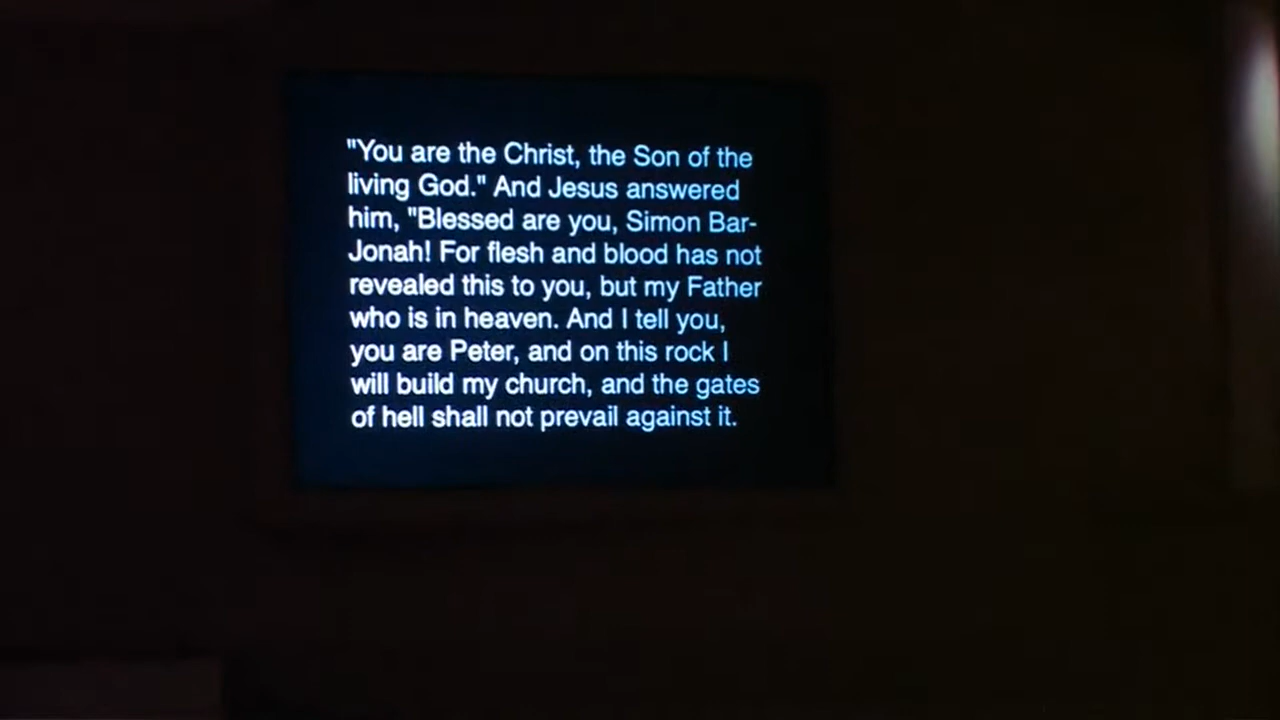 "You are the Christ, the Son of the
living God." And Jesus answered
him, "Blessed are you, Simon Bar-
Jonah! For flesh and blood has not
revealed this to you, but my Father
who is in heaven. And I tell you,
you are Peter, and on this rock I
will build my church, and the gates
of hell shall not prevail against it.